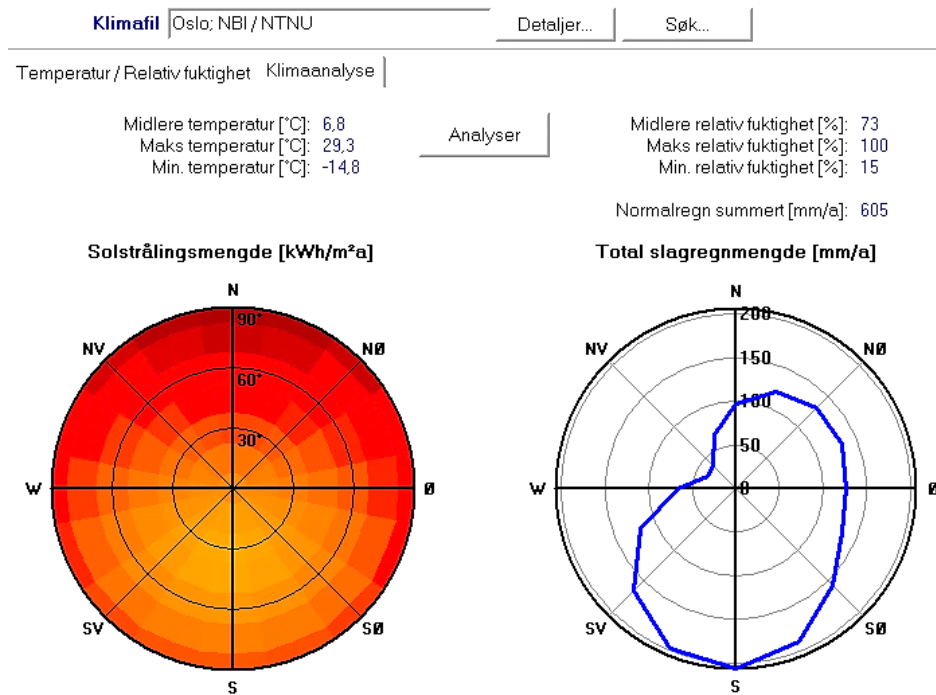 Klimafil Oslo; NBI / NTNU Detaljer... Søk...
Temperatur / Relativ fuktighet Klimaanalyse
Midlere temperatur [°C]: 6,8
Maks temperatur [°C]: 29,3
Min. temperatur [°C]: -14,8
Analyser
Midlere relativ fuktighet [%]: 73
Maks relativ fuktighet [%]: 100
Min. relativ fuktighet [%]: 15
Normalregn summert [mm/a]: 605
Solstrålingsmengde [kWh/m²a]
N
90°
NV NØ
60°
30°
W Ø
SV SØ
S
Total slagregnmengde [mm/a]
N
200
NV NØ
150
100
50
W 0 Ø
SV SØ
S